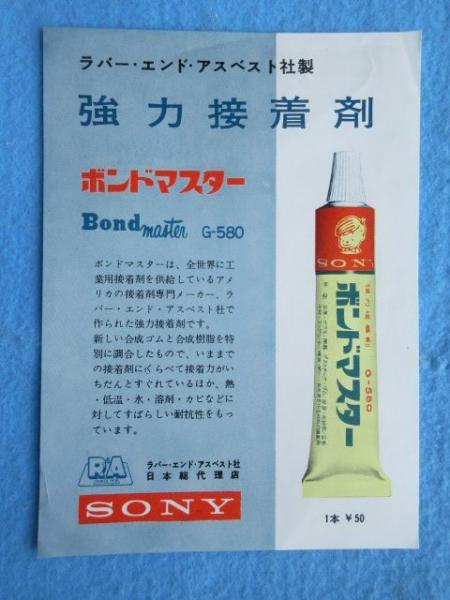 ラバー・エンド・アスベスト社製
強力接着剤
ボンドマスター
Bond master G-580
ボンドマスターは、全世界に工
業用接着剤を供給しているアメ
リカの接着剤専門メーカー、ラ
バー・エンド・アスベスト社で
作られた強力接着剤です。
新しい合成ゴムと合成樹脂を特
別に調合したもので、いままで
の接着剤にくらべて接着力がい
ちだんとすぐれているほか、熱
・低温・水・溶剤・カビなどに
対してすばらしい耐抗性をもっ
ています。
R/A
ラバー・エンド・アスベスト社
日本総代理店
SONY
SONY
強力接着剤
ボンドマスター
G-580
1本 ¥50